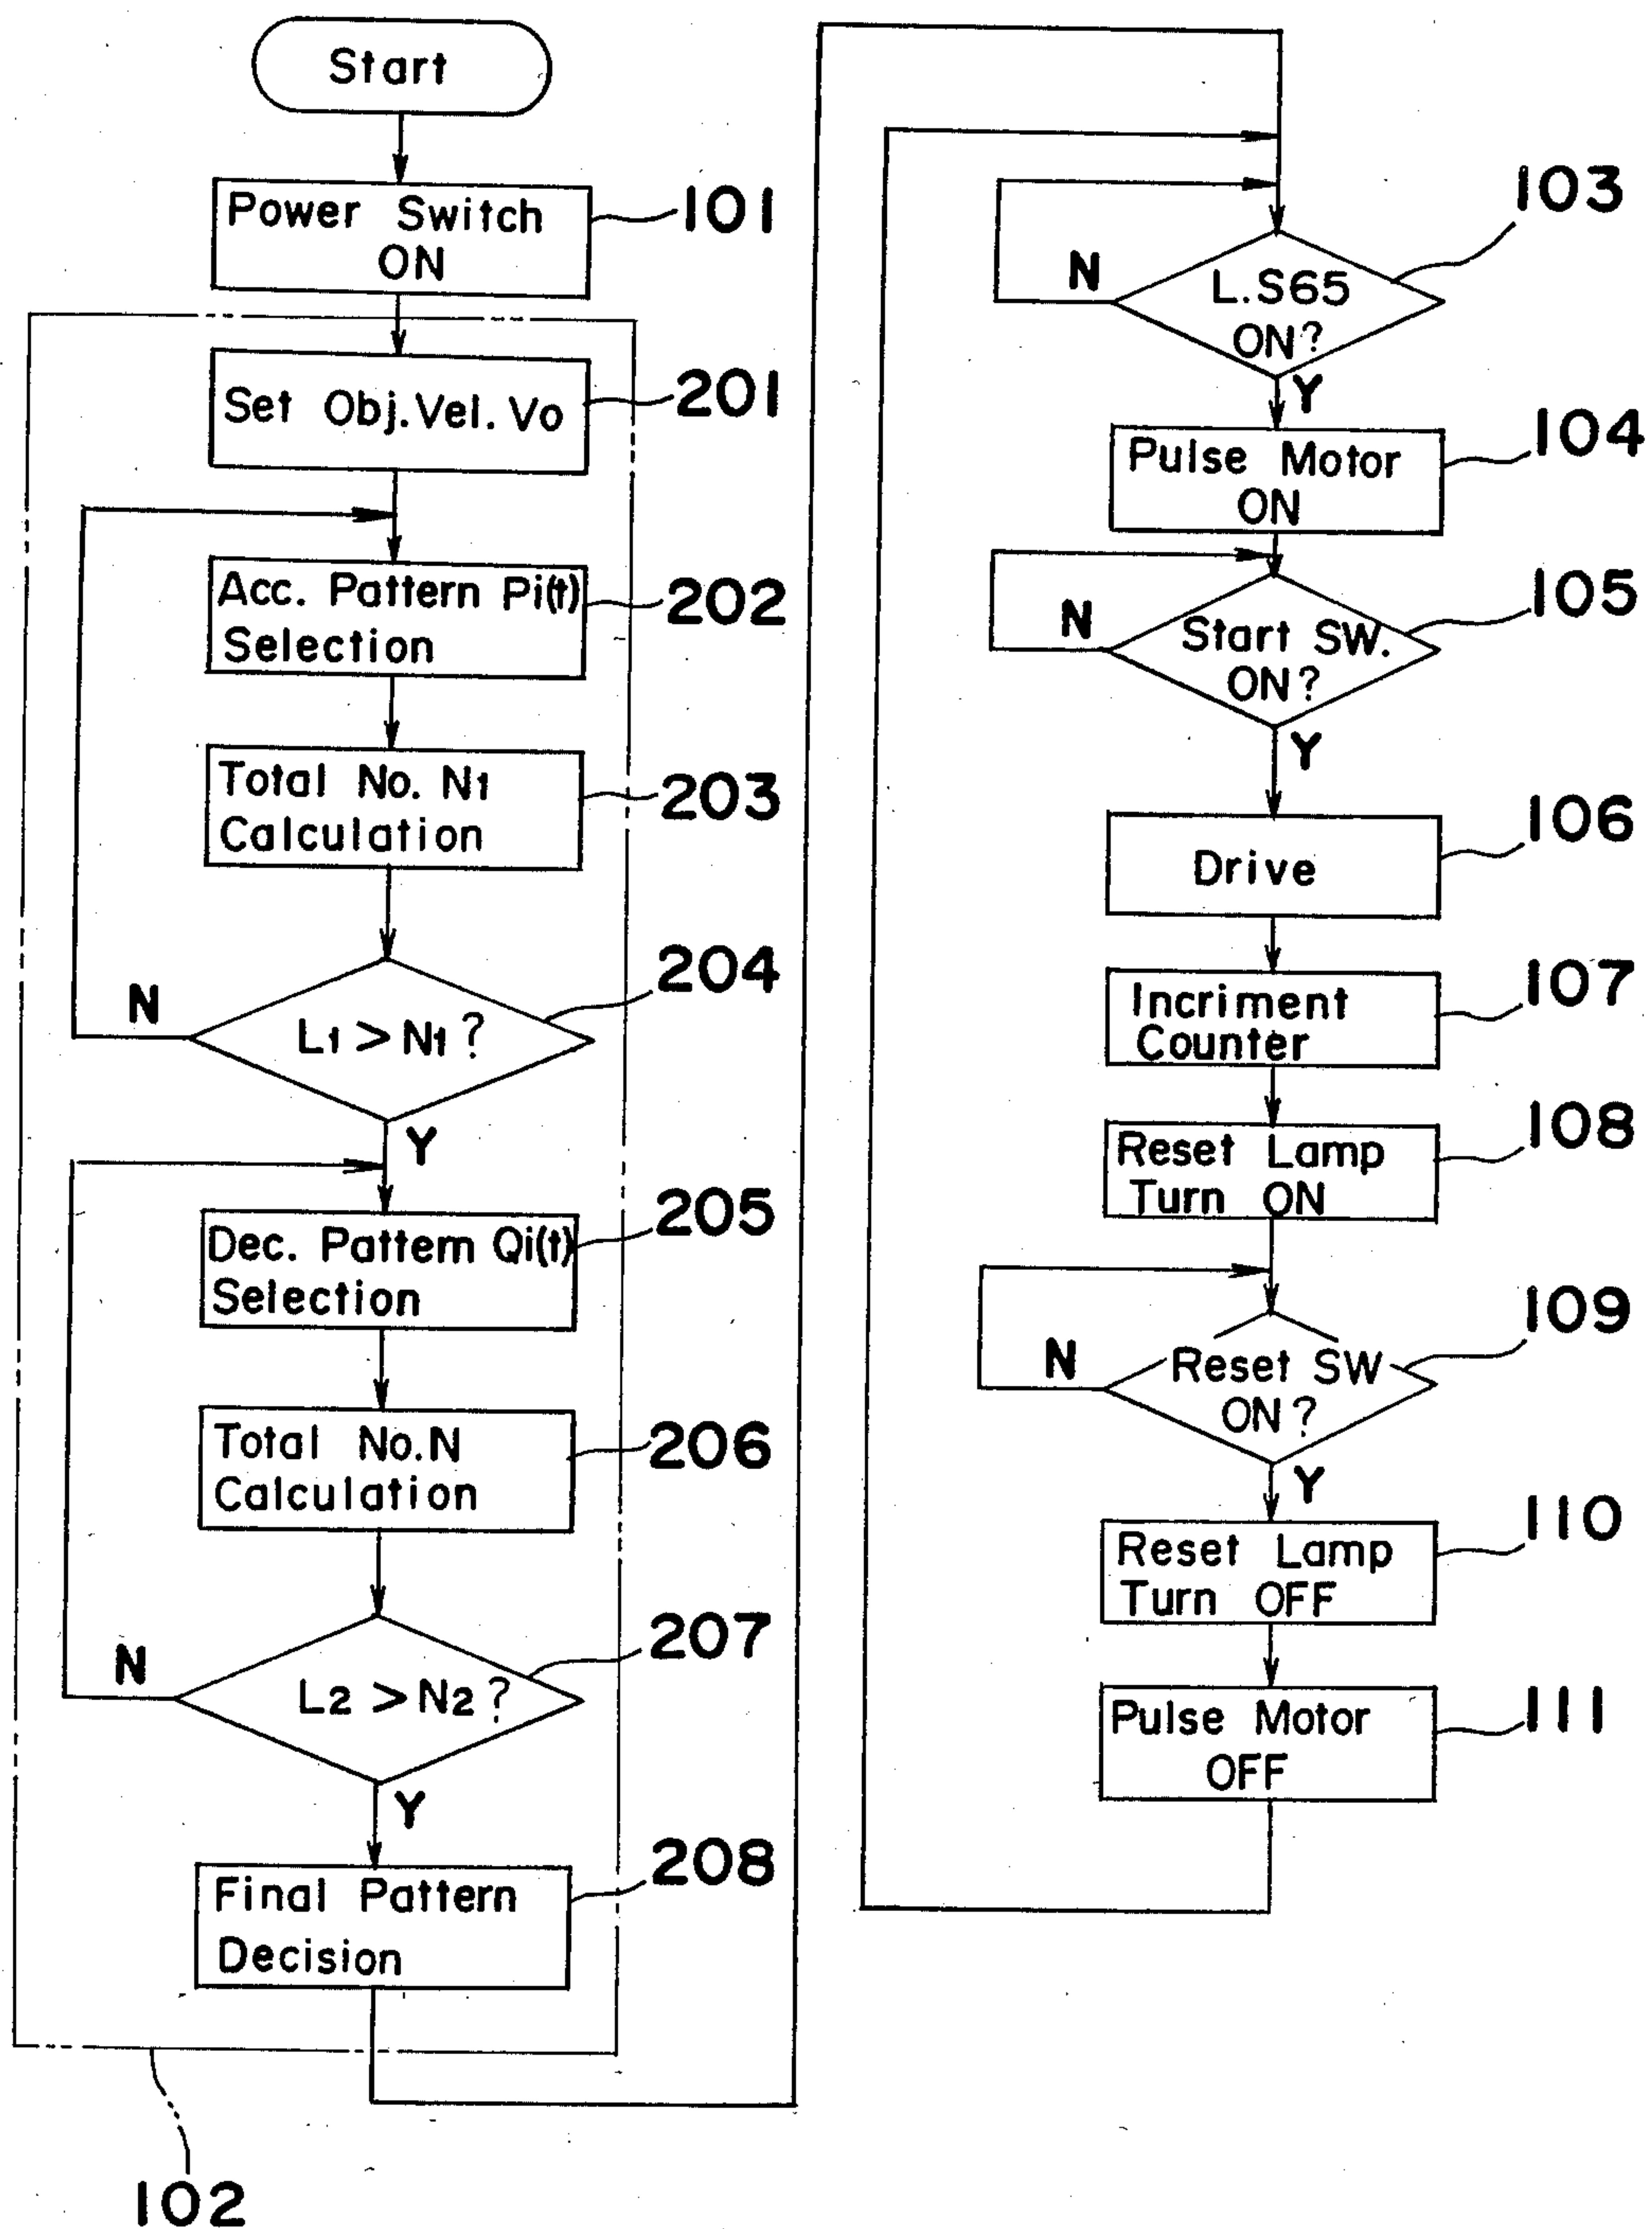 Start
Power Switch
ON
101
Set Obj.Vel. Vo
201
Acc. Pattern Pi(t)
Selection
202
Total No. N1
Calculation
203
L1 > N1 ?
204
N
Y
Dec. Pattern Qi(t)
Selection
205
Total No.N
Calculation
206
L2 > N2 ?
207
N
Y
Final Pattern
Decision
208
102
L.S65
ON?
103
N
Y
Pulse Motor
ON
104
Start SW.
ON?
105
N
Y
Drive
106
Incriment
Counter
107
Reset Lamp
Turn ON
108
Reset SW
ON?
109
N
Y
Reset Lamp
Turn OFF
110
Pulse Motor
OFF
111